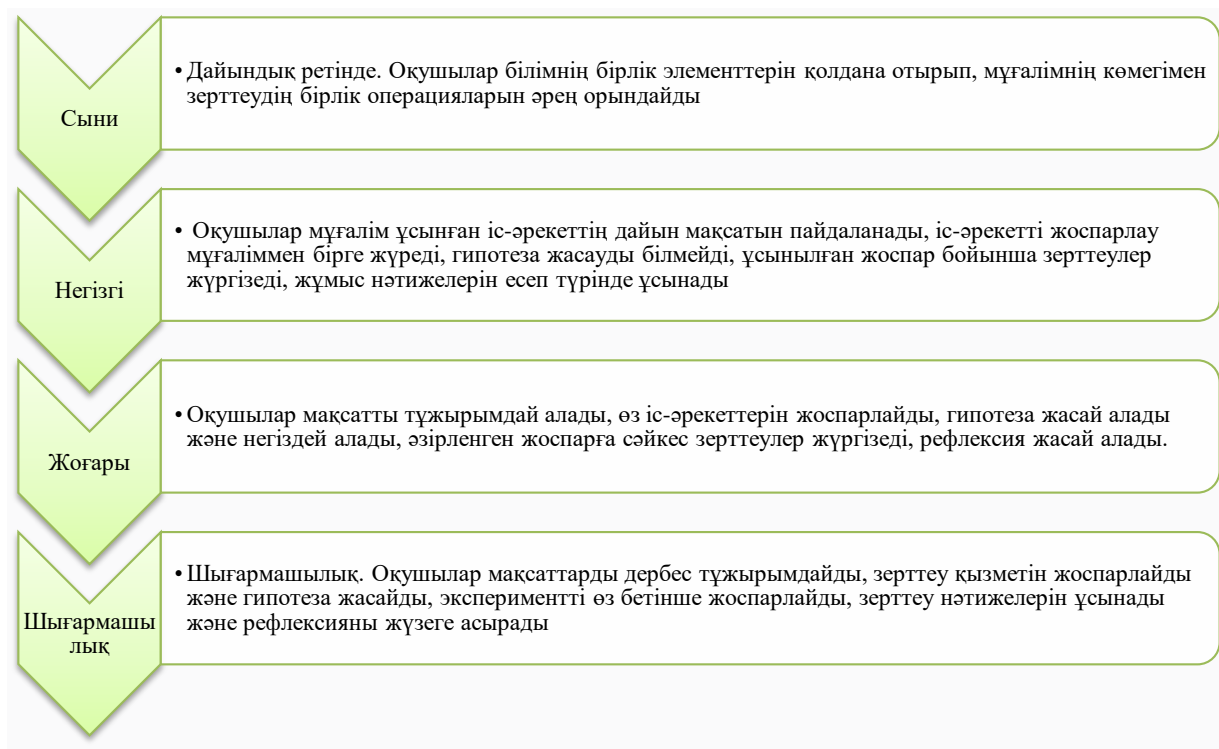 Сыни
• Дайындық ретінде. Оқушылар білімнің бірлік элементтерін қолдана отырып, мұғалімнің көмегімен
зерттеудің бірлік операцияларын әрең орындайды
Негізгі
• Оқушылар мұғалім ұсынған іс-әрекеттің дайын мақсатын пайдаланады, іс-әрекетті жоспарлау
мұғаліммен бірге жүреді, гипотеза жасауды білмейді, ұсынылған жоспар бойынша зерттеулер
жүргізеді, жұмыс нәтижелерін есеп түрінде ұсынады
Жоғары
• Оқушылар мақсатты тұжырымдай алады, өз іс-әрекеттерін жоспарлайды, гипотеза жасай алады
және негіздей алады, әзірленген жоспарға сәйкес зерттеулер жүргізеді, рефлексия жасай алады.
Шығармашы
лық
• Шығармашылық. Оқушылар мақсаттарды дербес тұжырымдайды, зерттеу қызметін жоспарлайды
және гипотеза жасайды, экспериментті өз бетінше жоспарлайды, зерттеу нәтижелерін ұсынады
және рефлексияны жүзеге асырады